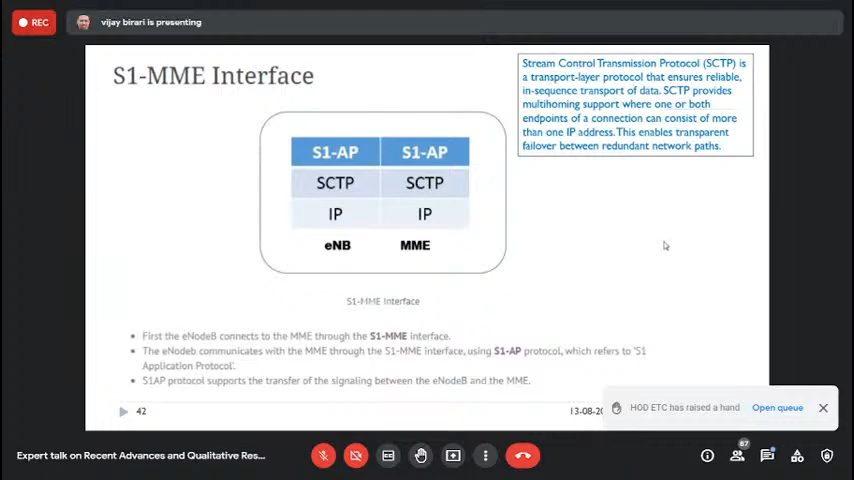 REC
vijay birari is presenting
S1-MME Interface
Stream Control Transmission Protocol (SCTP) is
a transport-layer protocol that ensures reliable,
in-sequence transport of data. SCTP provides
multihoming support where one or both
endpoints of a connection can consist of more
than one IP address. This enables transparent
failover between redundant network paths.
S1-AP S1-AP
SCTP SCTP
IP IP
eNB MME
S1-MME Interface
• First the eNodeB connects to the MME through the S1-MME interface.
• The eNodeb communicates with the MME through the S1-MME interface, using S1-AP protocol, which refers to 'S1
Application Protocol'.
• S1AP protocol supports the transfer of the signaling between the eNodeB and the MME.
42
13-08-20
HOD ETC has raised a hand
Open queue
87
Expert talk on Recent Advances and Qualitative Res...